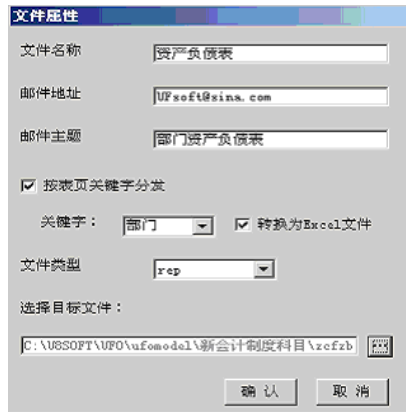 文件属性
文件名称 资产负债表
邮件地址 UFsoft@sina.com
邮件主题 部门资产负债表
按表页关键字分发
关键字： 部门 转换为Excel文件
文件类型 rep
选择目标文件：
C:\U8SOFT\UFO\ufomodel\新会计制度科目\zcfzb
确 认 取 消